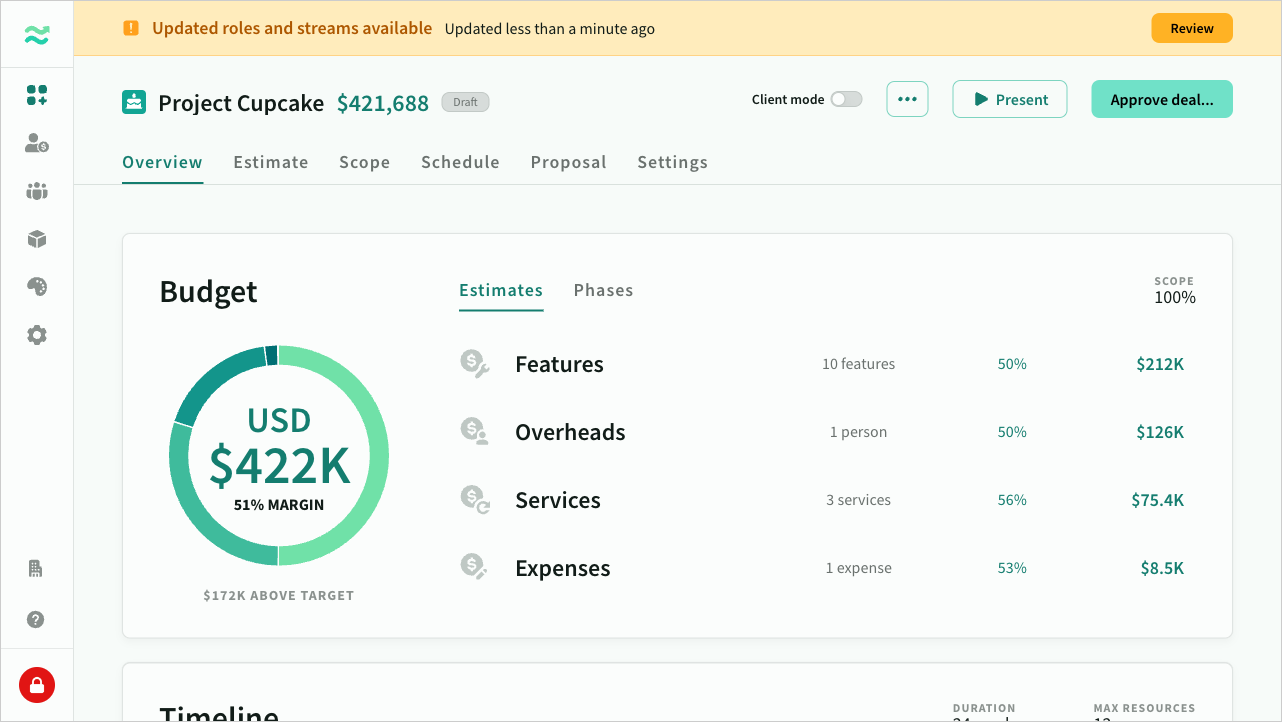 Updated roles and streams available Updated less than a minute ago Review
Project Cupcake $421,688 Draft Client mode Present Approve deal...
Overview Estimate Scope Schedule Proposal Settings
Budget Estimates Phases SCOPE
100%
Features 10 features 50% $212K
Overheads 1 person 50% $126K
Services 3 services 56% $75.4K
Expenses 1 expense 53% $8.5K
USD
$422K
51% MARGIN
$172K ABOVE TARGET
Timeline DURATION MAX RESOURCES